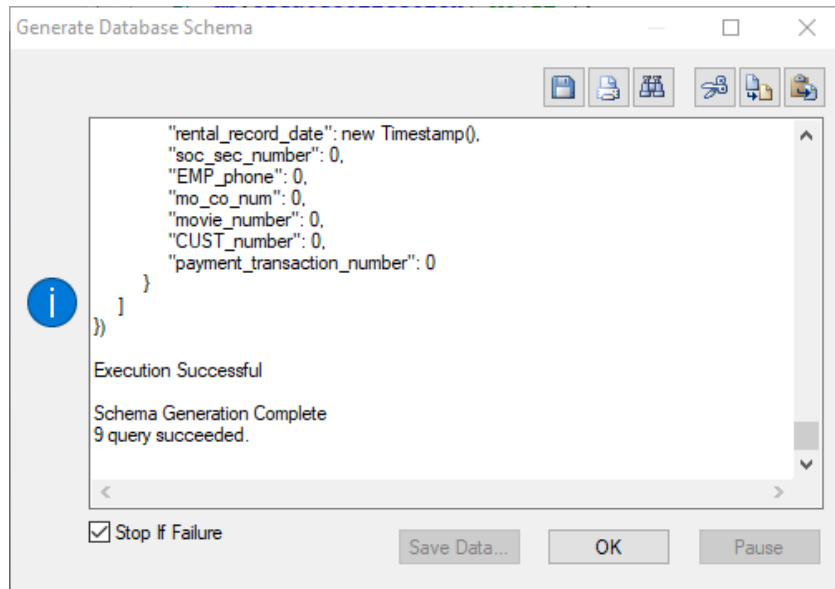 Generate Database Schema
"rental_record_date": new Timestamp(),
"soc_sec_number": 0,
"EMP_phone": 0,
"mo_co_num": 0,
"movie_number": 0,
"CUST_number": 0,
"payment_transaction_number": 0
}
]
})
Execution Successful
Schema Generation Complete
9 query succeeded.
Stop If Failure
Save Data...
OK
Pause